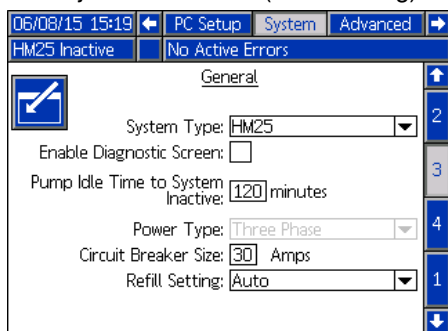 06/08/15 15:19 PC Setup System Advanced
HM25 Inactive No Active Errors
General
System Type: HM25
Enable Diagnostic Screen:
Pump Idle Time to System
Inactive: 120 minutes
Power Type: Three Phase
Circuit Breaker Size: 30 Amps
Refill Setting: Auto
2
3
4
1